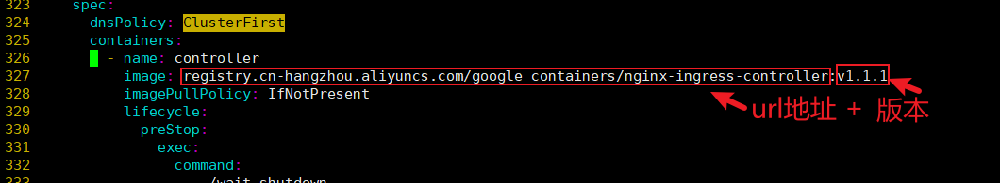 323 spec:
324 dnsPolicy: ClusterFirst
325 containers:
326 - name: controller
327 image: registry.cn-hangzhou.aliyuncs.com/google_containers/nginx-ingress-controller:v1.1.1
328 imagePullPolicy: IfNotPresent
329 lifecycle:
url地址 + 版本
330 preStop:
331 exec:
332 command:
333 - /wait-shutdown